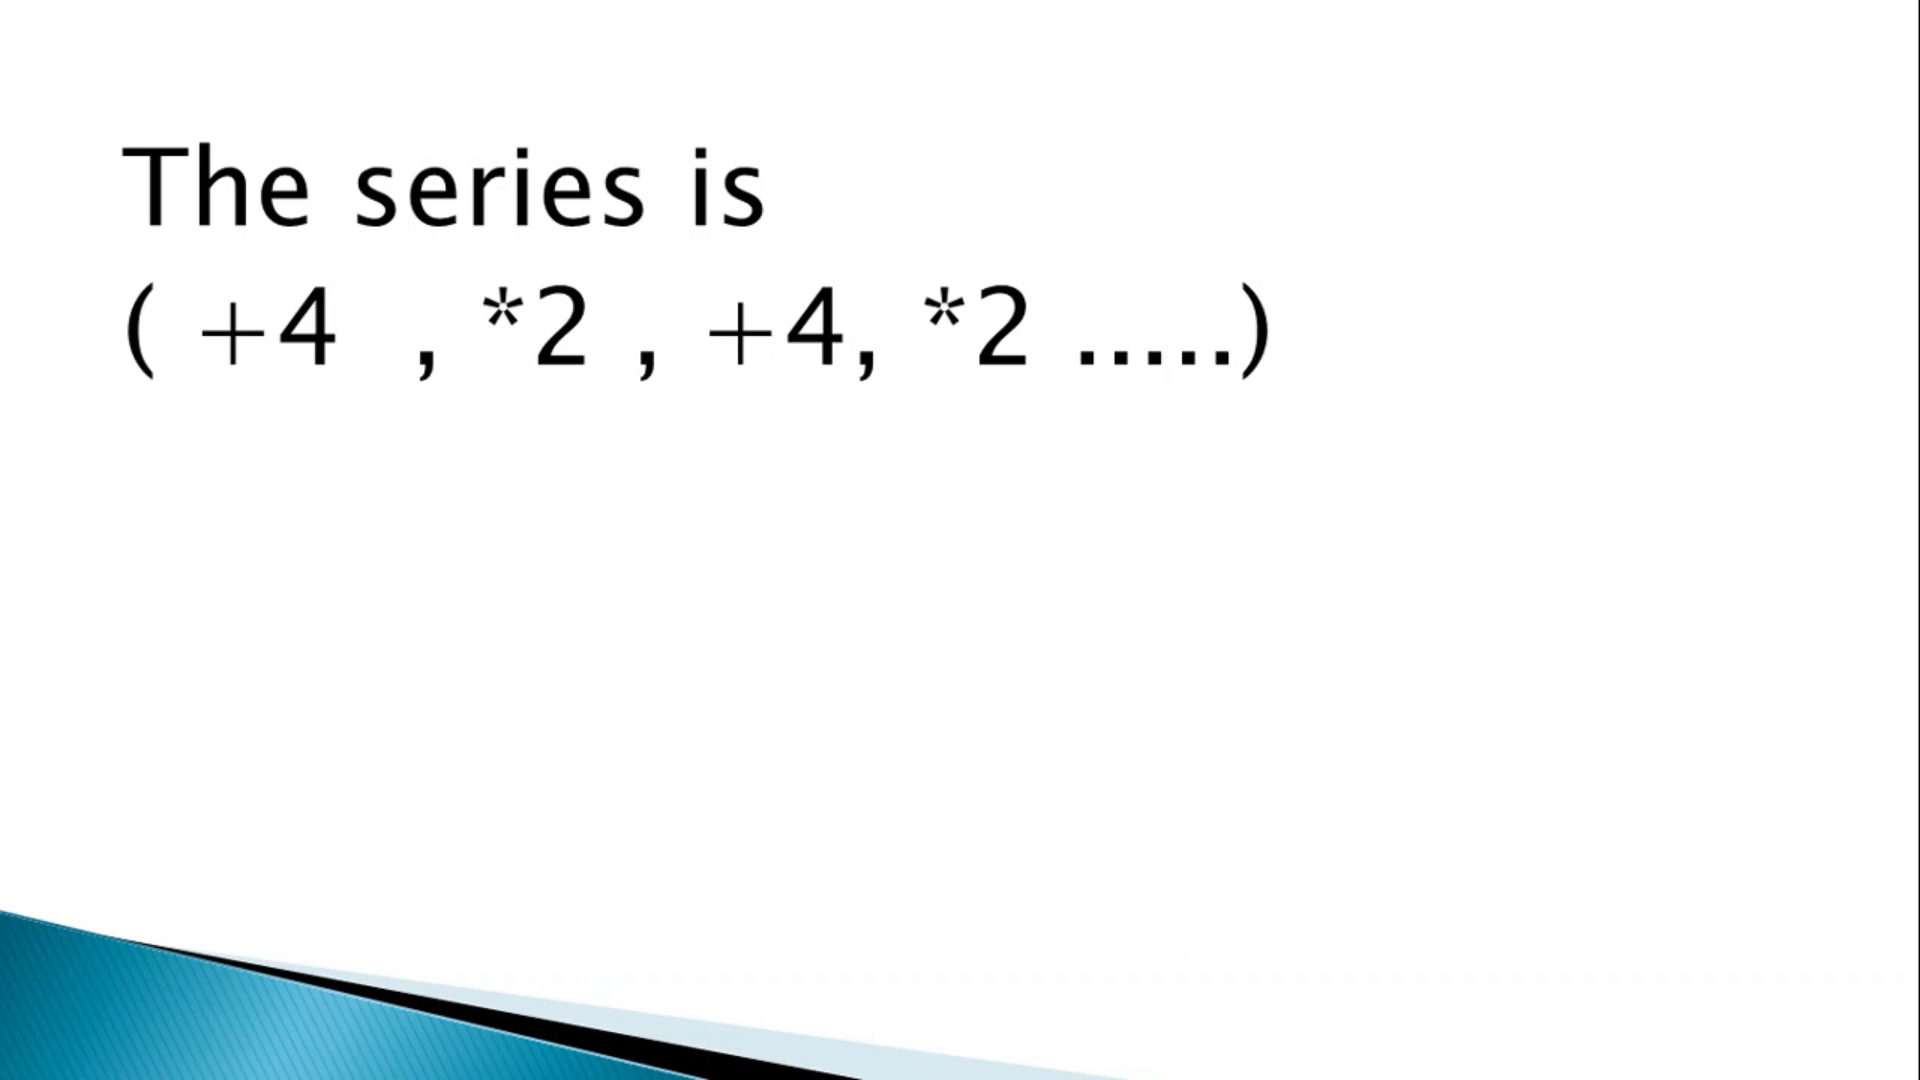 The series is
( +4 , *2 , +4, *2 .....)